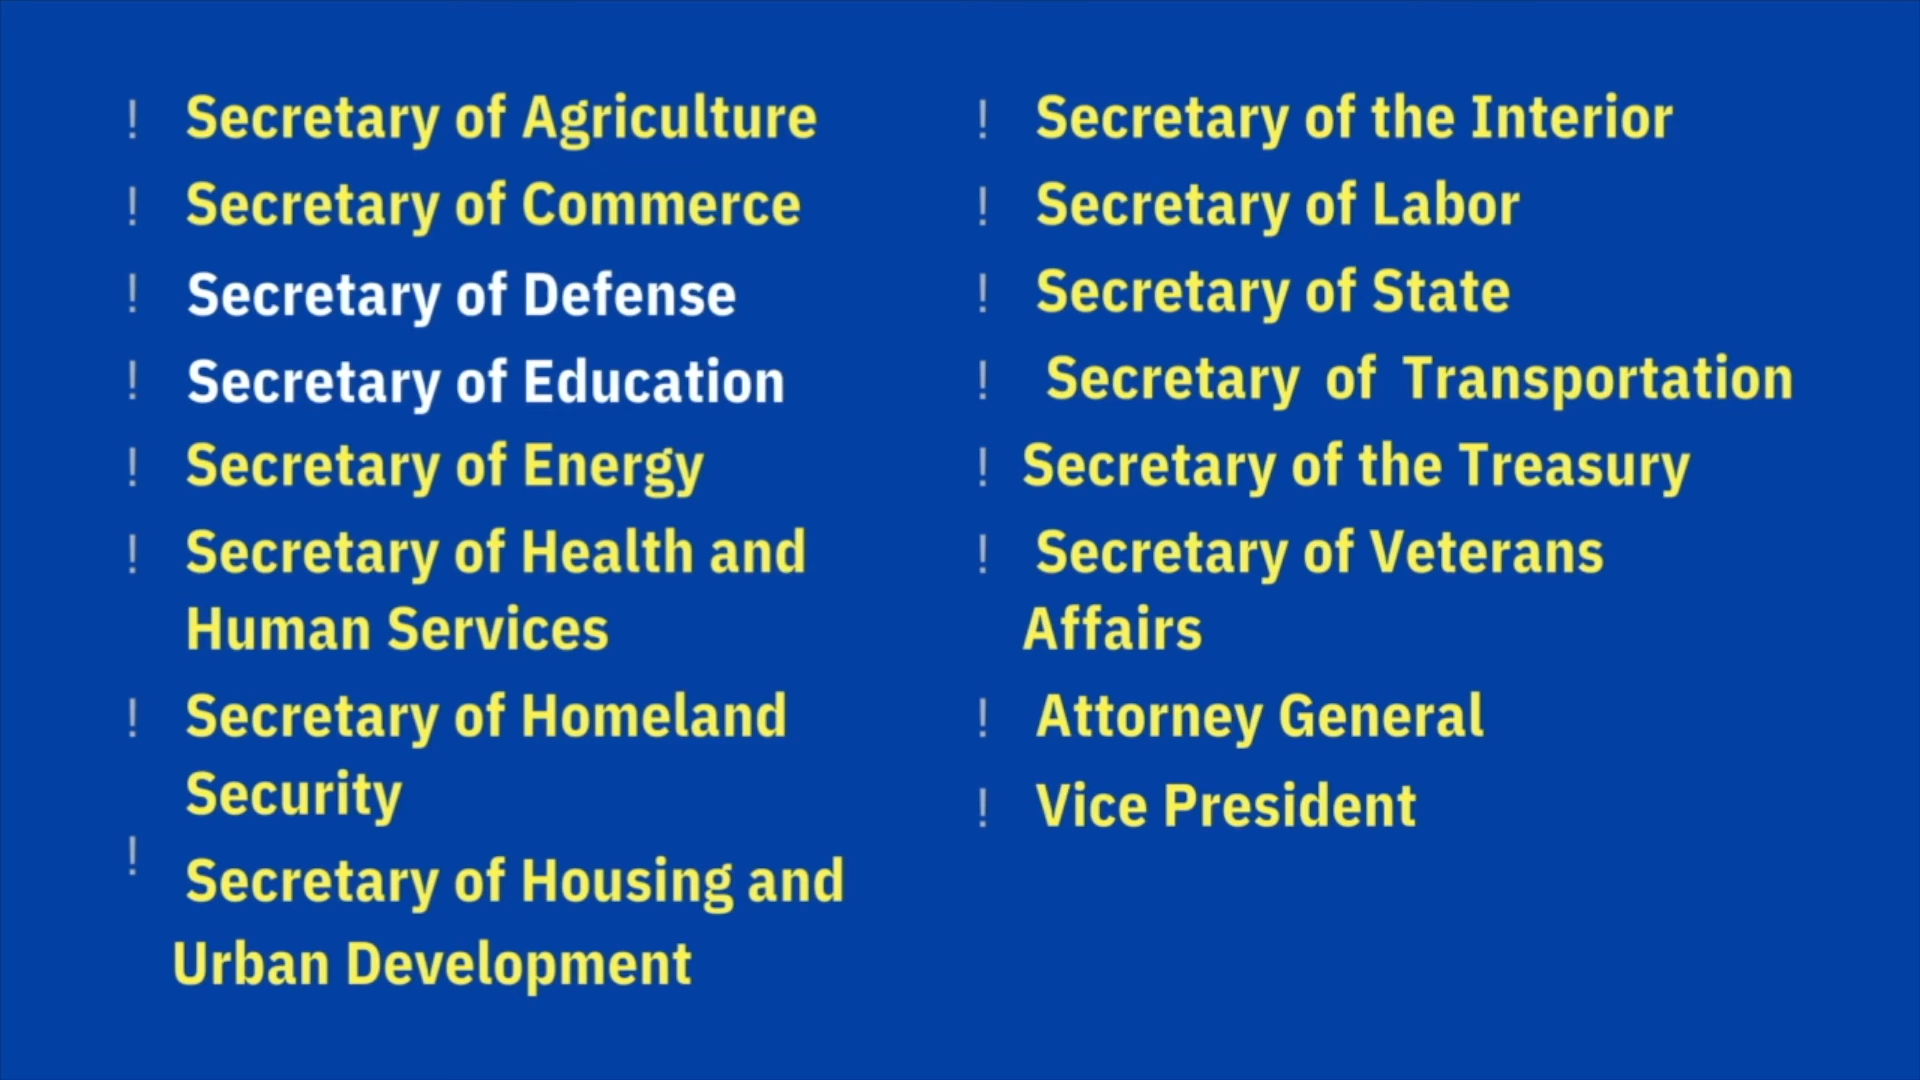 ! Secretary of Agriculture
! Secretary of Commerce
! Secretary of Defense
! Secretary of Education
! Secretary of Energy
! Secretary of Health and
Human Services
! Secretary of Homeland
Security
! Secretary of Housing and
Urban Development
! Secretary of the Interior
! Secretary of Labor
! Secretary of State
! Secretary of Transportation
! Secretary of the Treasury
! Secretary of Veterans
Affairs
! Attorney General
! Vice President